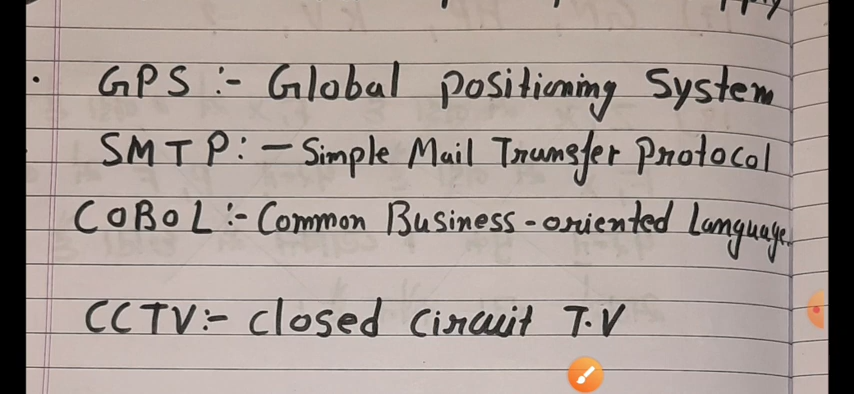 GPS :- Global positioning System
SMTP :- Simple Mail Transfer Protocol
COBOL :- Common Business-oriented Language.
CCTV :- closed circuit T.V